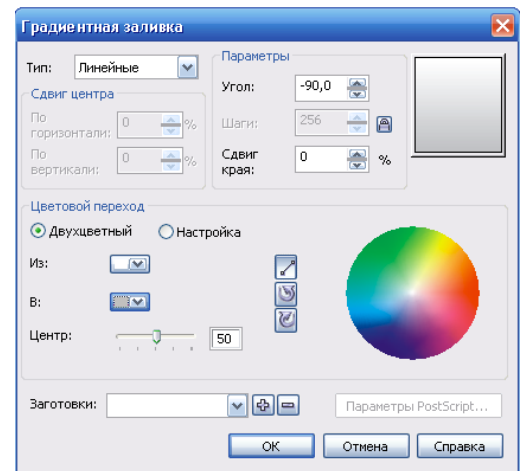 Градиентная заливка
Тип: Линейные
Сдвиг центра
По горизонтали: 0 %
По вертикали: 0 %
Параметры
Угол: -90,0
Шаги: 256
Сдвиг края: 0 %
Цветовой переход
Двухцветный Настройка
Из:
В:
Центр: 50
Заготовки:
Параметры PostScript...
ОК Отмена Справка